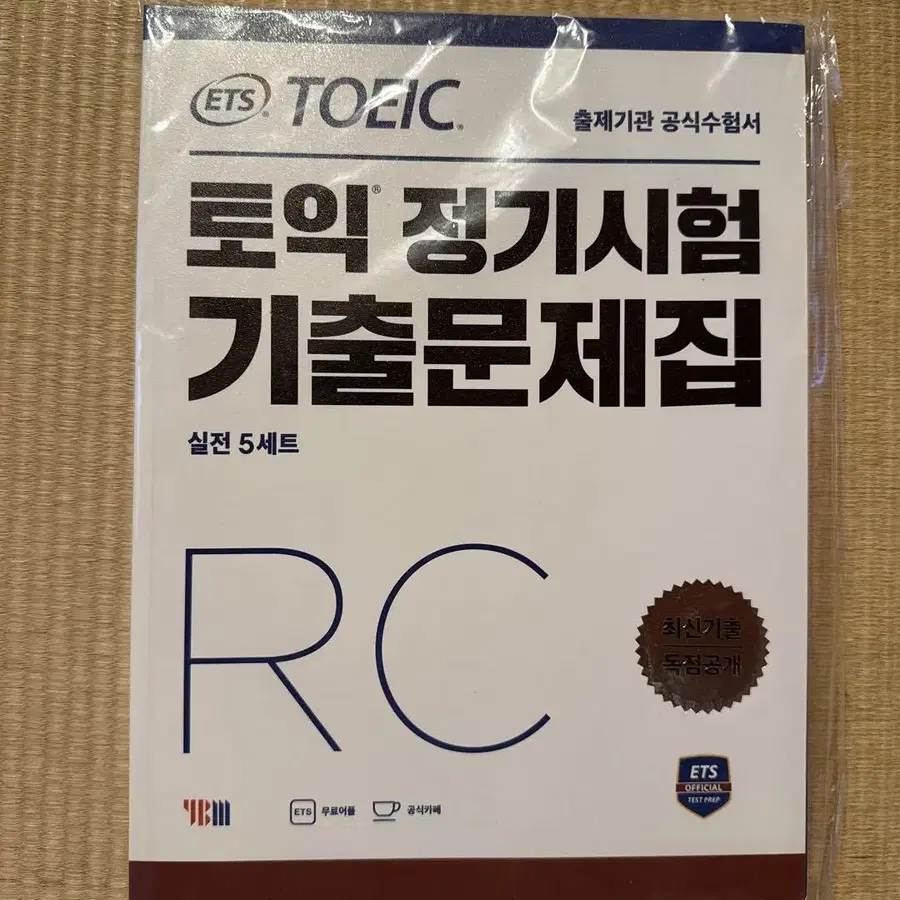 ETS® TOEIC®
출제기관 공식수험서
토익® 정기시험
기출문제집
실전 5세트
RC
최신기출
독점공개
ETS
OFFICIAL
TEST PREP
YBM
ETS 무료어플 공식카페